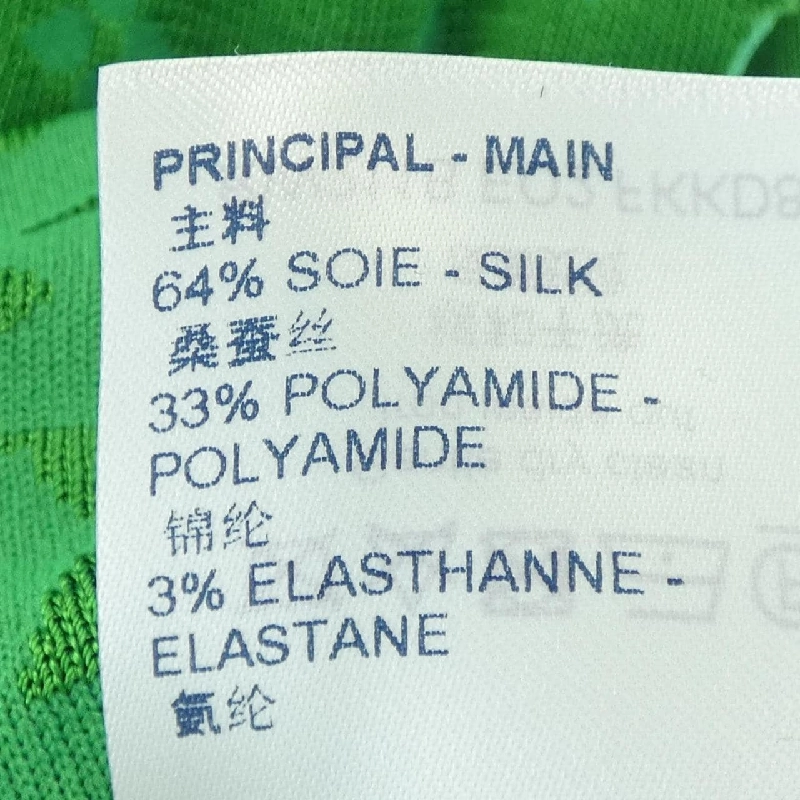 PRINCIPAL - MAIN
主料
64% SOIE - SILK
桑蚕丝
33% POLYAMIDE -
POLYAMIDE
锦纶
3% ELASTHANNE -
ELASTANE
氨纶